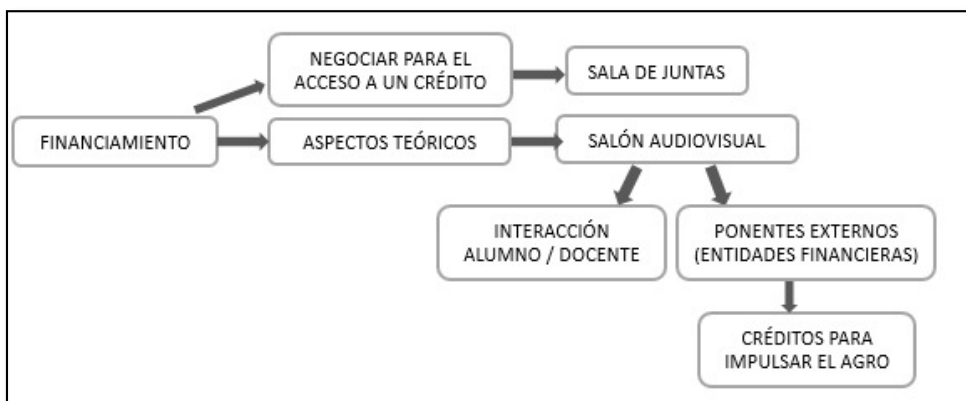 NEGOCIAR PARA EL
ACCESO A UN CRÉDITO
SALA DE JUNTAS
FINANCIAMIENTO
ASPECTOS TEÓRICOS
SALÓN AUDIOVISUAL
INTERACCIÓN
ALUMNO / DOCENTE
PONENTES EXTERNOS
(ENTIDADES FINANCIERAS)
CRÉDITOS PARA
IMPULSAR EL AGRO